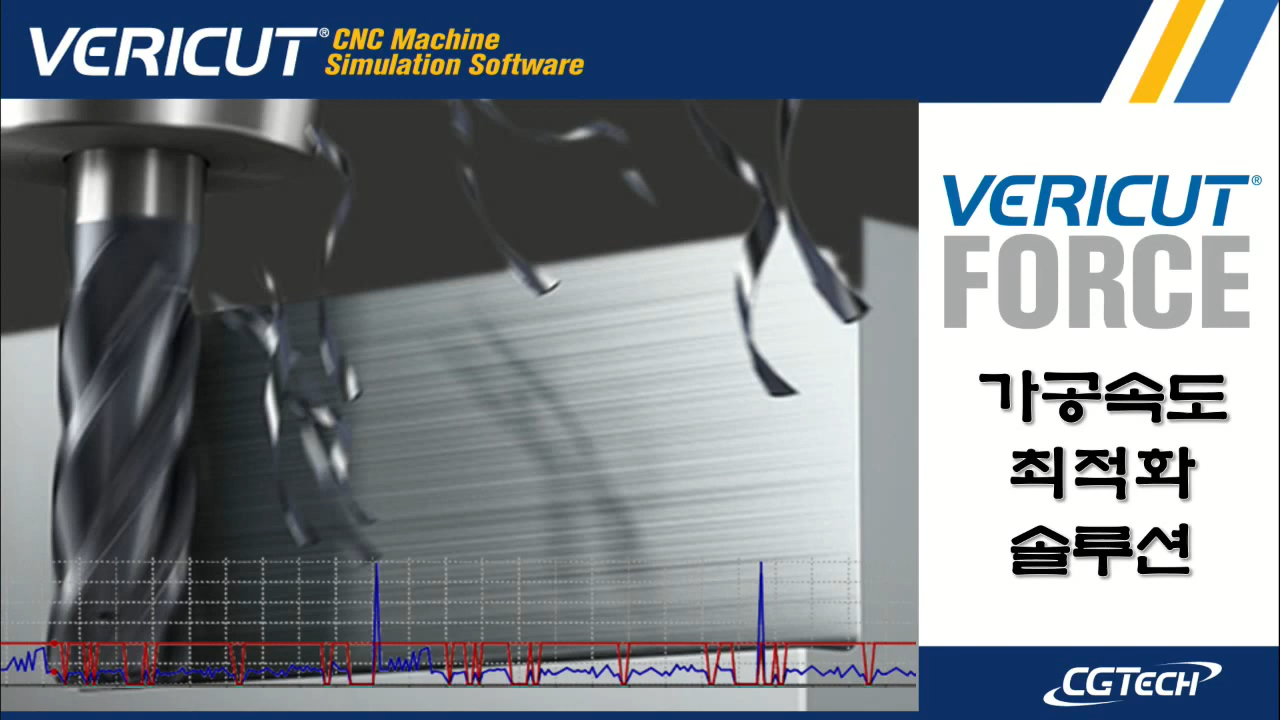 VERICUT® CNC Machine
Simulation Software
VERICUT®
FORCE
가공속도
최적화
솔루션
CGTECH